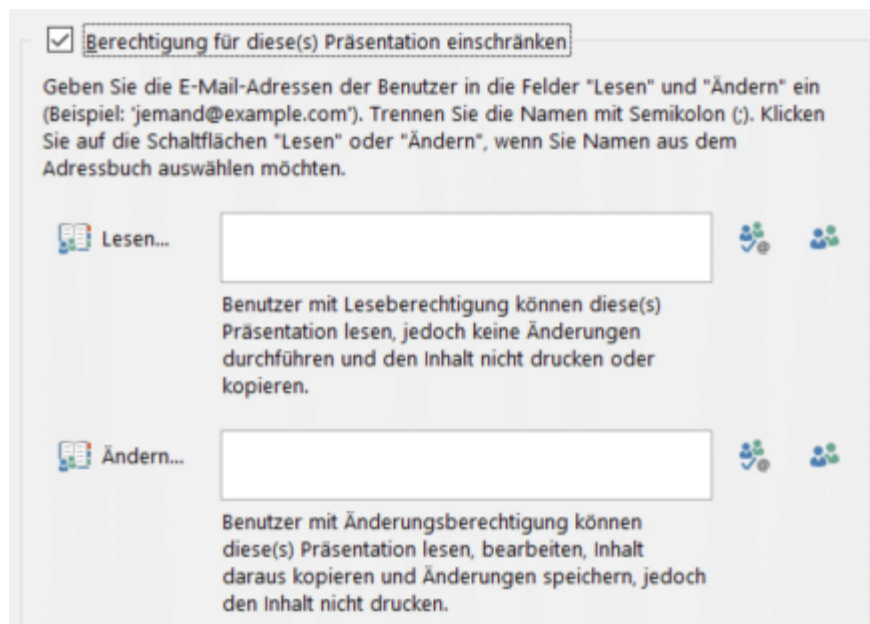 Berechtigung für diese(s) Präsentation einschränken
Geben Sie die E-Mail-Adressen der Benutzer in die Felder "Lesen" und "Ändern" ein
(Beispiel: 'jemand@example.com'). Trennen Sie die Namen mit Semikolon (;). Klicken
Sie auf die Schaltflächen "Lesen" oder "Ändern", wenn Sie Namen aus dem
Adressbuch auswählen möchten.
Lesen...
Benutzer mit Leseberechtigung können diese(s)
Präsentation lesen, jedoch keine Änderungen
durchführen und den Inhalt nicht drucken oder
kopieren.
Ändern...
Benutzer mit Änderungsberechtigung können
diese(s) Präsentation lesen, bearbeiten, Inhalt
daraus kopieren und Änderungen speichern, jedoch
den Inhalt nicht drucken.